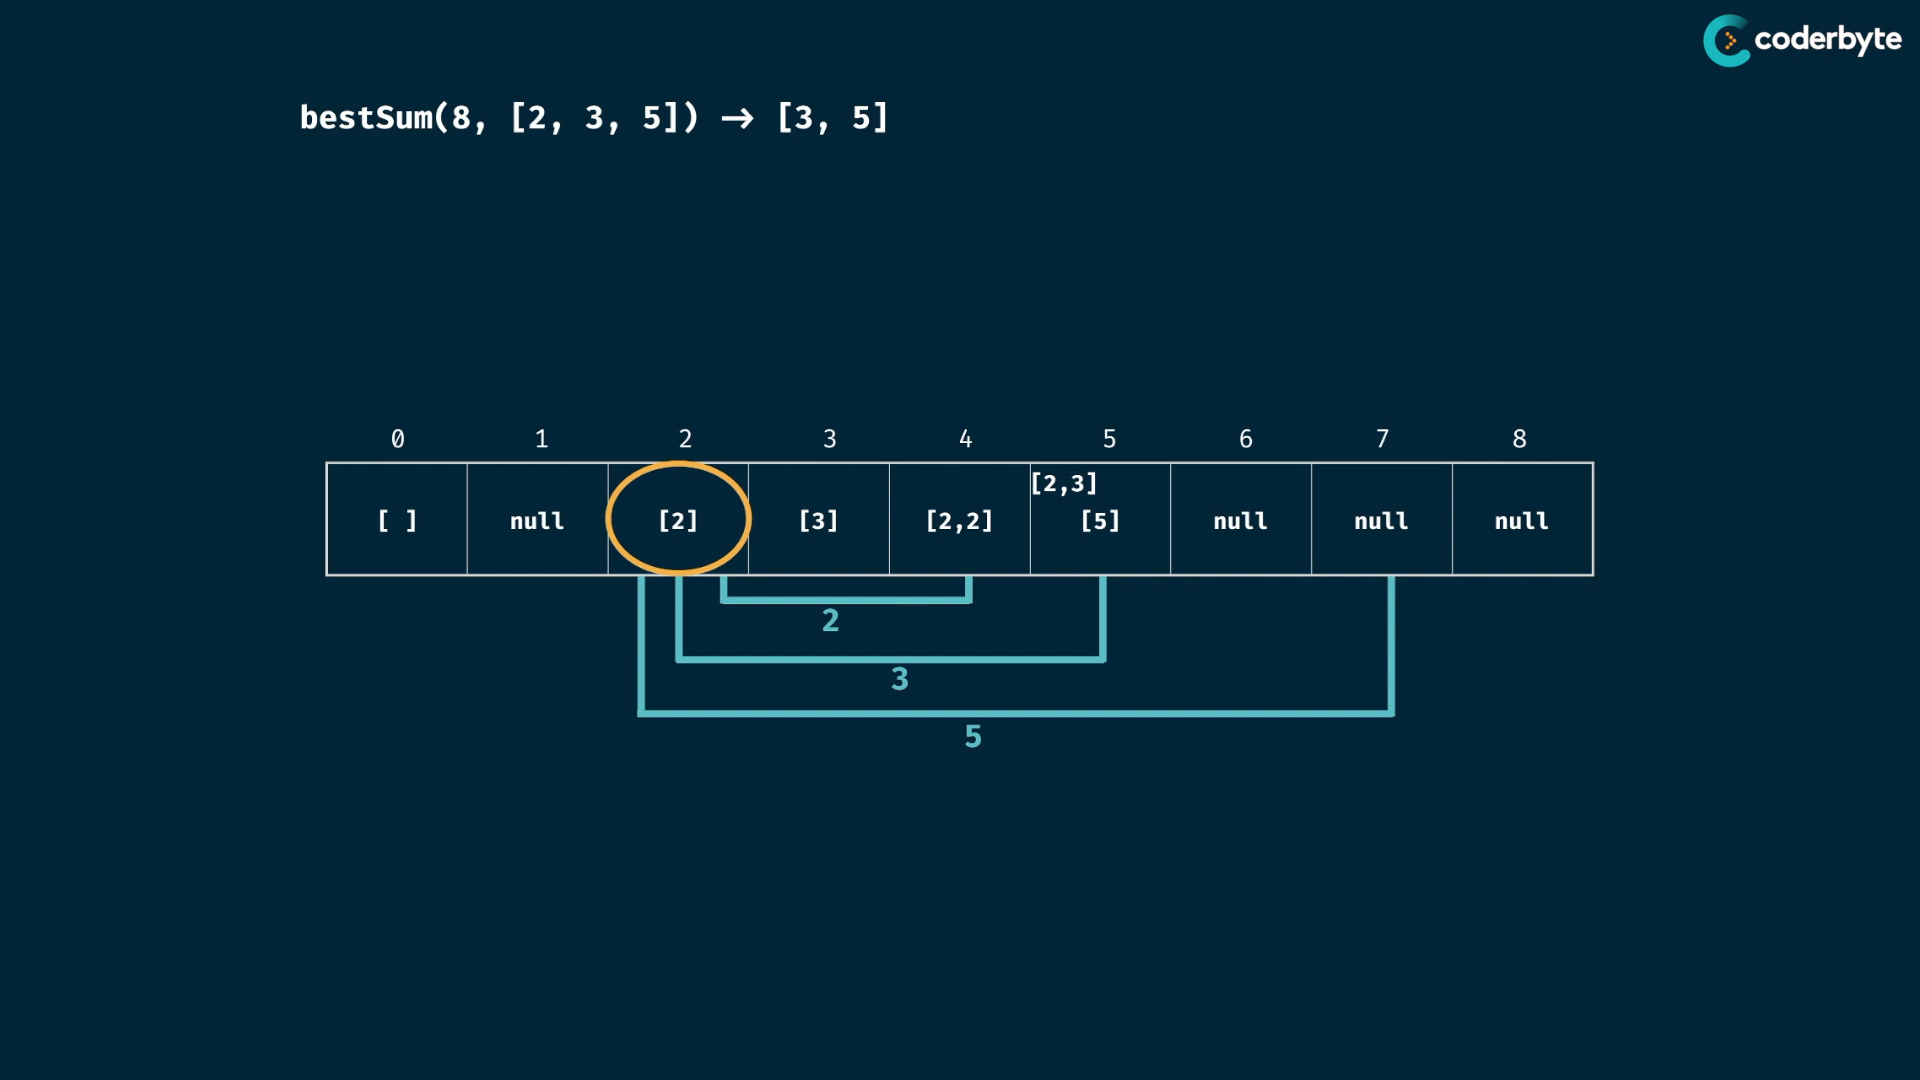 coderbyte
bestSum(8, [2, 3, 5]) → [3, 5]
0 1 2 3 4 5 6 7 8
[2,3]
[ ] null [2] [3] [2,2] [5] null null null
2
3
5